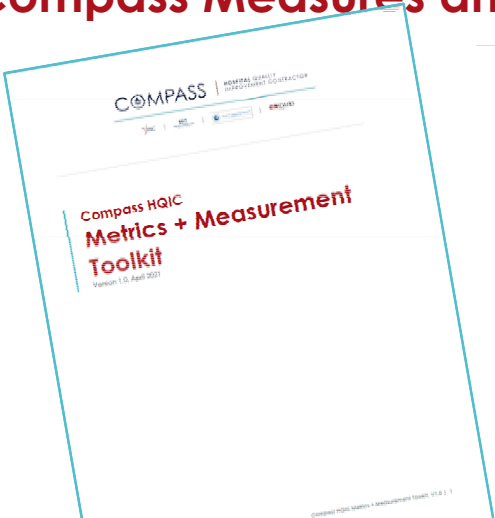 ompass Measures an
COMPASS | HOSPITAL QUALITY
IMPROVEMENT CONTRACTOR
Compass HQIC
Metrics + Measurement
Toolkit
Version 1.0, April 2021
Compass HQIC Metrics + Measurement Toolkit V1.0 | 1